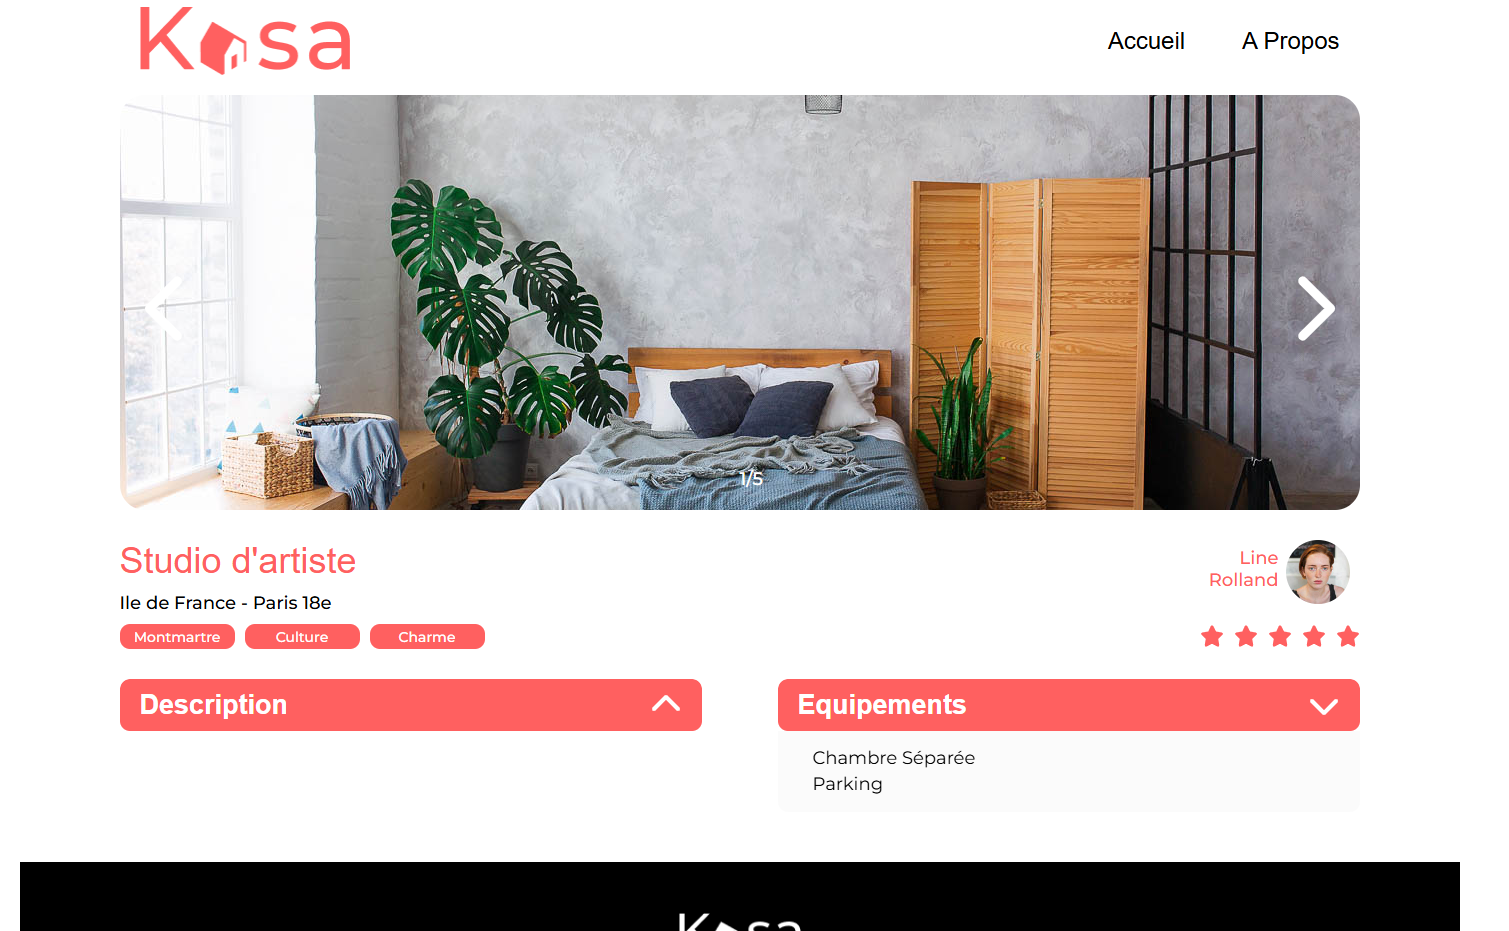 Kasa
Accueil
A Propos
1/5
Studio d'artiste
Ile de France - Paris 18e
Montmartre
Culture
Charme
Line
Rolland
Description
Equipements
Chambre Séparée
Parking
Kasa